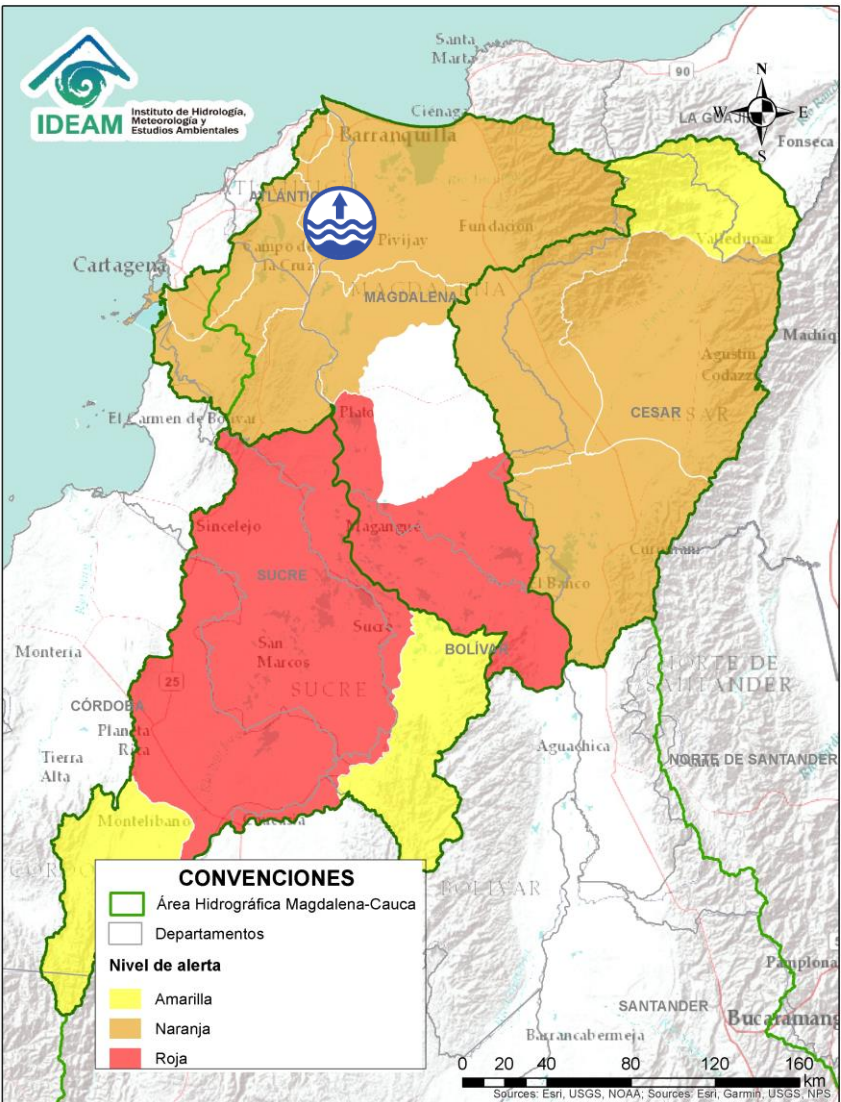 IDEAM
Instituto de Hidrología,
Meteorología y
Estudios Ambientales
Santa
Marta
90
N
W
E
S
Ciénaga
LA GUAJIRA
Fonseca
Barranquilla
ATLÁNTICO
Fundación
Pivijay
Campo de
la Cruz
Valledupar
Cartagena
MAGDALENA
MAGDALENA
Agustín
Codazzi
CESAR
CESAR
El Carmen de Bolívar
Plato
Sincelejo
Magangué
SUCRE
El Banco
Sucre
San
Marcos
SUCRE
BOLÍVAR
Montería
25
NORTE DE
SANTANDER
CÓRDOBA
Planeta
Rica
Aguachica
NORTE DE SANTANDER
Tierra
Alta
Montelíbano
BOLÍVAR
CONVENCIONES
Área Hidrográfica Magdalena-Cauca
Departamentos
Nivel de alerta
Amarilla
Naranja
Roja
Pamplona
SANTANDER
Bucaramang
Barrancabermeja
0 20 40 80 120 160
km
Sources: Esri, USGS, NOAA; Sources: Esri, Garmin, USGS, NPS